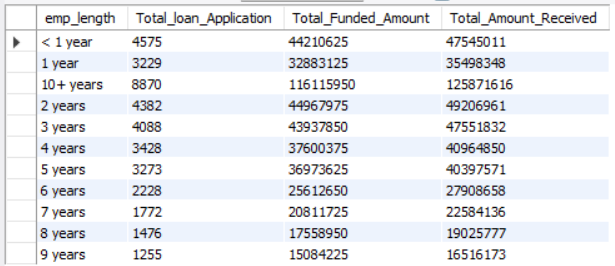 emp_length Total_loan_Application Total_Funded_Amount Total_Amount_Received
< 1 year 4575 44210625 47545011
1 year 3229 32883125 35498348
10+ years 8870 116115950 125871616
2 years 4382 44967975 49206961
3 years 4088 43937850 47551832
4 years 3428 37600375 40964850
5 years 3273 36973625 40397571
6 years 2228 25612650 27908658
7 years 1772 20811725 22584136
8 years 1476 17558950 19025777
9 years 1255 15084225 16516173